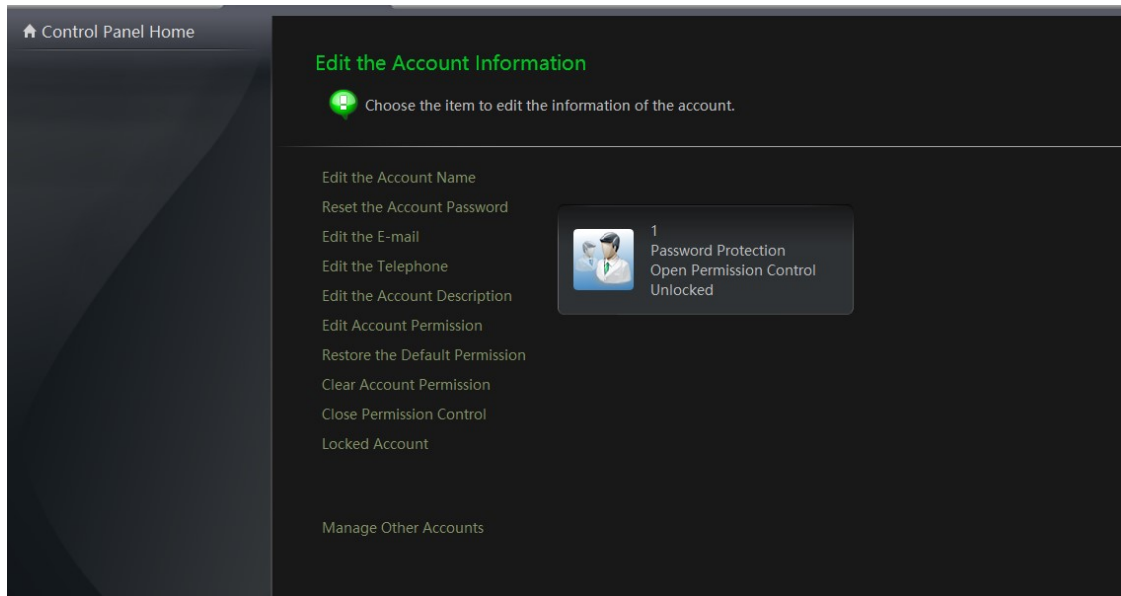 Control Panel Home
Edit the Account Information
Choose the item to edit the information of the account.
Edit the Account Name
Reset the Account Password
Edit the E-mail
Edit the Telephone
Edit the Account Description
Edit Account Permission
Restore the Default Permission
Clear Account Permission
Close Permission Control
Locked Account
Manage Other Accounts
1
Password Protection
Open Permission Control
Unlocked